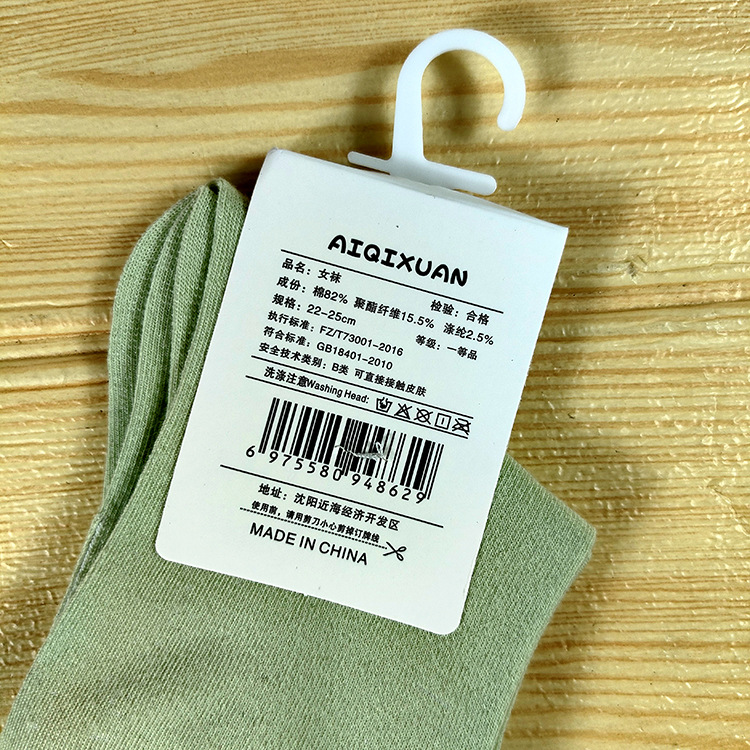 AIQIXUAN
品名：女袜 检验：合格
成份：棉82% 聚酯纤维15.5% 涤纶2.5%
规格：22-25cm 等级：一等品
执行标准：FZ/T73001-2016
符合标准：GB18401-2010
安全技术类别：B类 可直接接触皮肤
洗涤注意Washing Head:
6 975580 948629
地址：沈阳近海经济开发区
使用前，请用剪刀小心剪掉订牌线
MADE IN CHINA